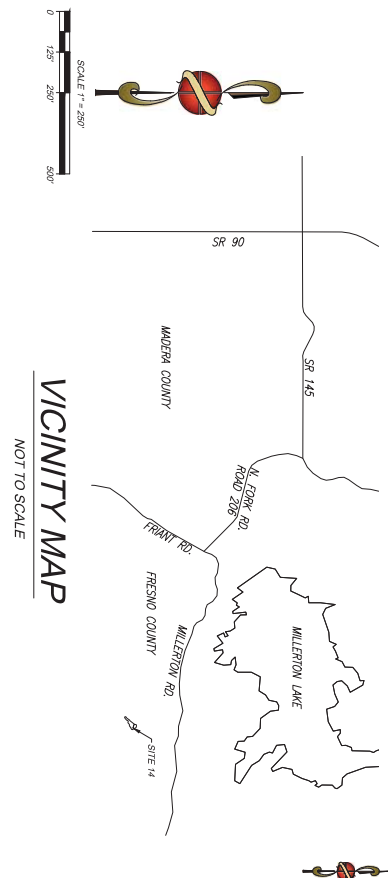 0
125'
250'
500'
SCALE 1" = 250'
SR 90
SR 145
MADERA COUNTY
N. FORK RD.
ROAD 206
FRIANT RD.
FRESNO COUNTY
MILLERTON RD.
MILLERTON LAKE
SITE 14
VICINITY MAP
NOT TO SCALE